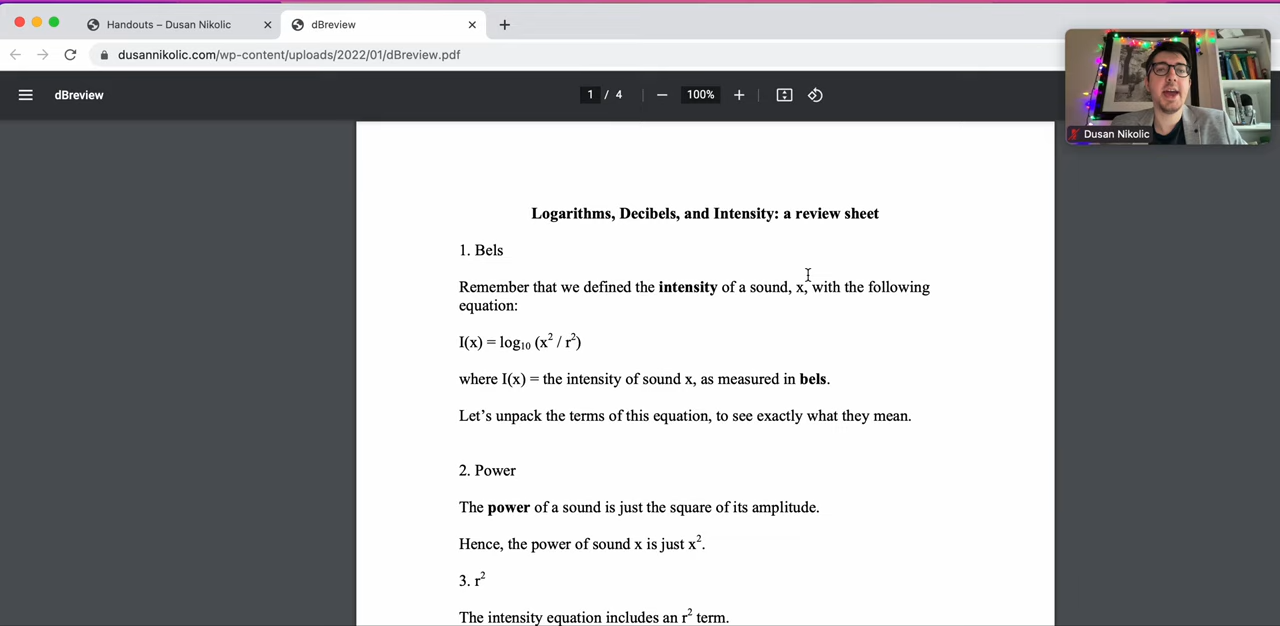 Handouts – Dusan Nikolic
dBreview
dusannikolic.com/wp-content/uploads/2022/01/dBreview.pdf
dBreview
1 / 4
100%
Dusan Nikolic
Logarithms, Decibels, and Intensity: a review sheet
1. Bels
Remember that we defined the intensity of a sound, x, with the following
equation:
I(x) = log₁₀ (x² / r²)
where I(x) = the intensity of sound x, as measured in bels.
Let’s unpack the terms of this equation, to see exactly what they mean.
2. Power
The power of a sound is just the square of its amplitude.
Hence, the power of sound x is just x².
3. r²
The intensity equation includes an r² term.